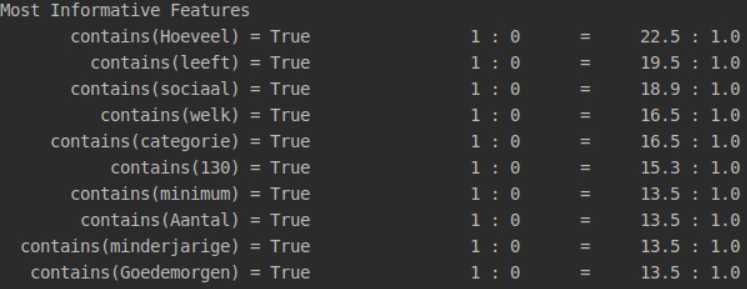 Most Informative Features
contains(Hoeveel) = True 1 : 0 = 22.5 : 1.0
contains(leeft) = True 1 : 0 = 19.5 : 1.0
contains(sociaal) = True 1 : 0 = 18.9 : 1.0
contains(welk) = True 1 : 0 = 16.5 : 1.0
contains(categorie) = True 1 : 0 = 16.5 : 1.0
contains(130) = True 1 : 0 = 15.3 : 1.0
contains(minimum) = True 1 : 0 = 13.5 : 1.0
contains(Aantal) = True 1 : 0 = 13.5 : 1.0
contains(minderjarige) = True 1 : 0 = 13.5 : 1.0
contains(Goedemorgen) = True 1 : 0 = 13.5 : 1.0